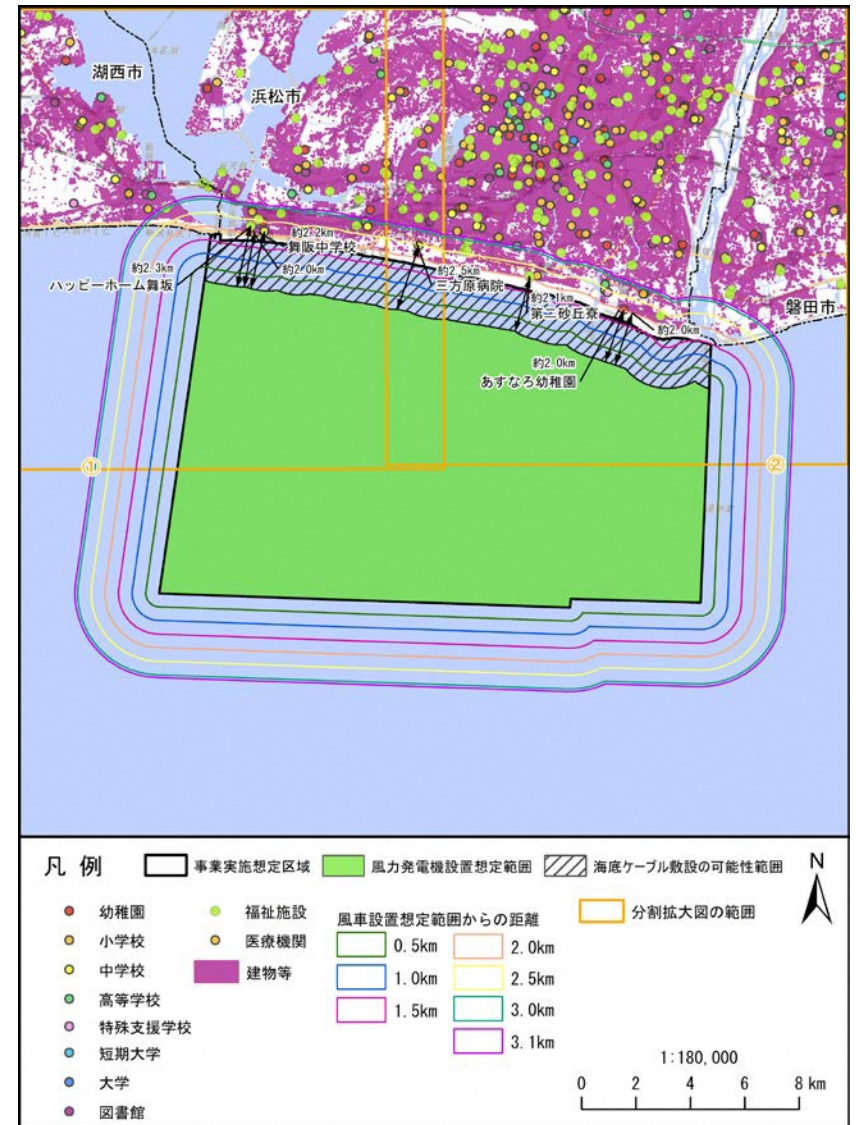 湖西市
浜松市
約2.2km
舞阪中学校
約2.3km
ハッピーホーム舞坂
約2.0km
約2.5km
三方原病院
約2.1km
第二砂丘寮
約2.0km
磐田市
約2.0km
あすなろ幼稚園
①
②
凡 例
事業実施想定区域
風力発電機設置想定範囲
海底ケーブル敷設の可能性範囲
N
幼稚園
小学校
中学校
高等学校
特殊支援学校
短期大学
大学
図書館
福祉施設
医療機関
建物等
風車設置想定範囲からの距離
0.5km
1.0km
1.5km
2.0km
2.5km
3.0km
3.1km
分割拡大図の範囲
1:180,000
0 2 4 6 8 km